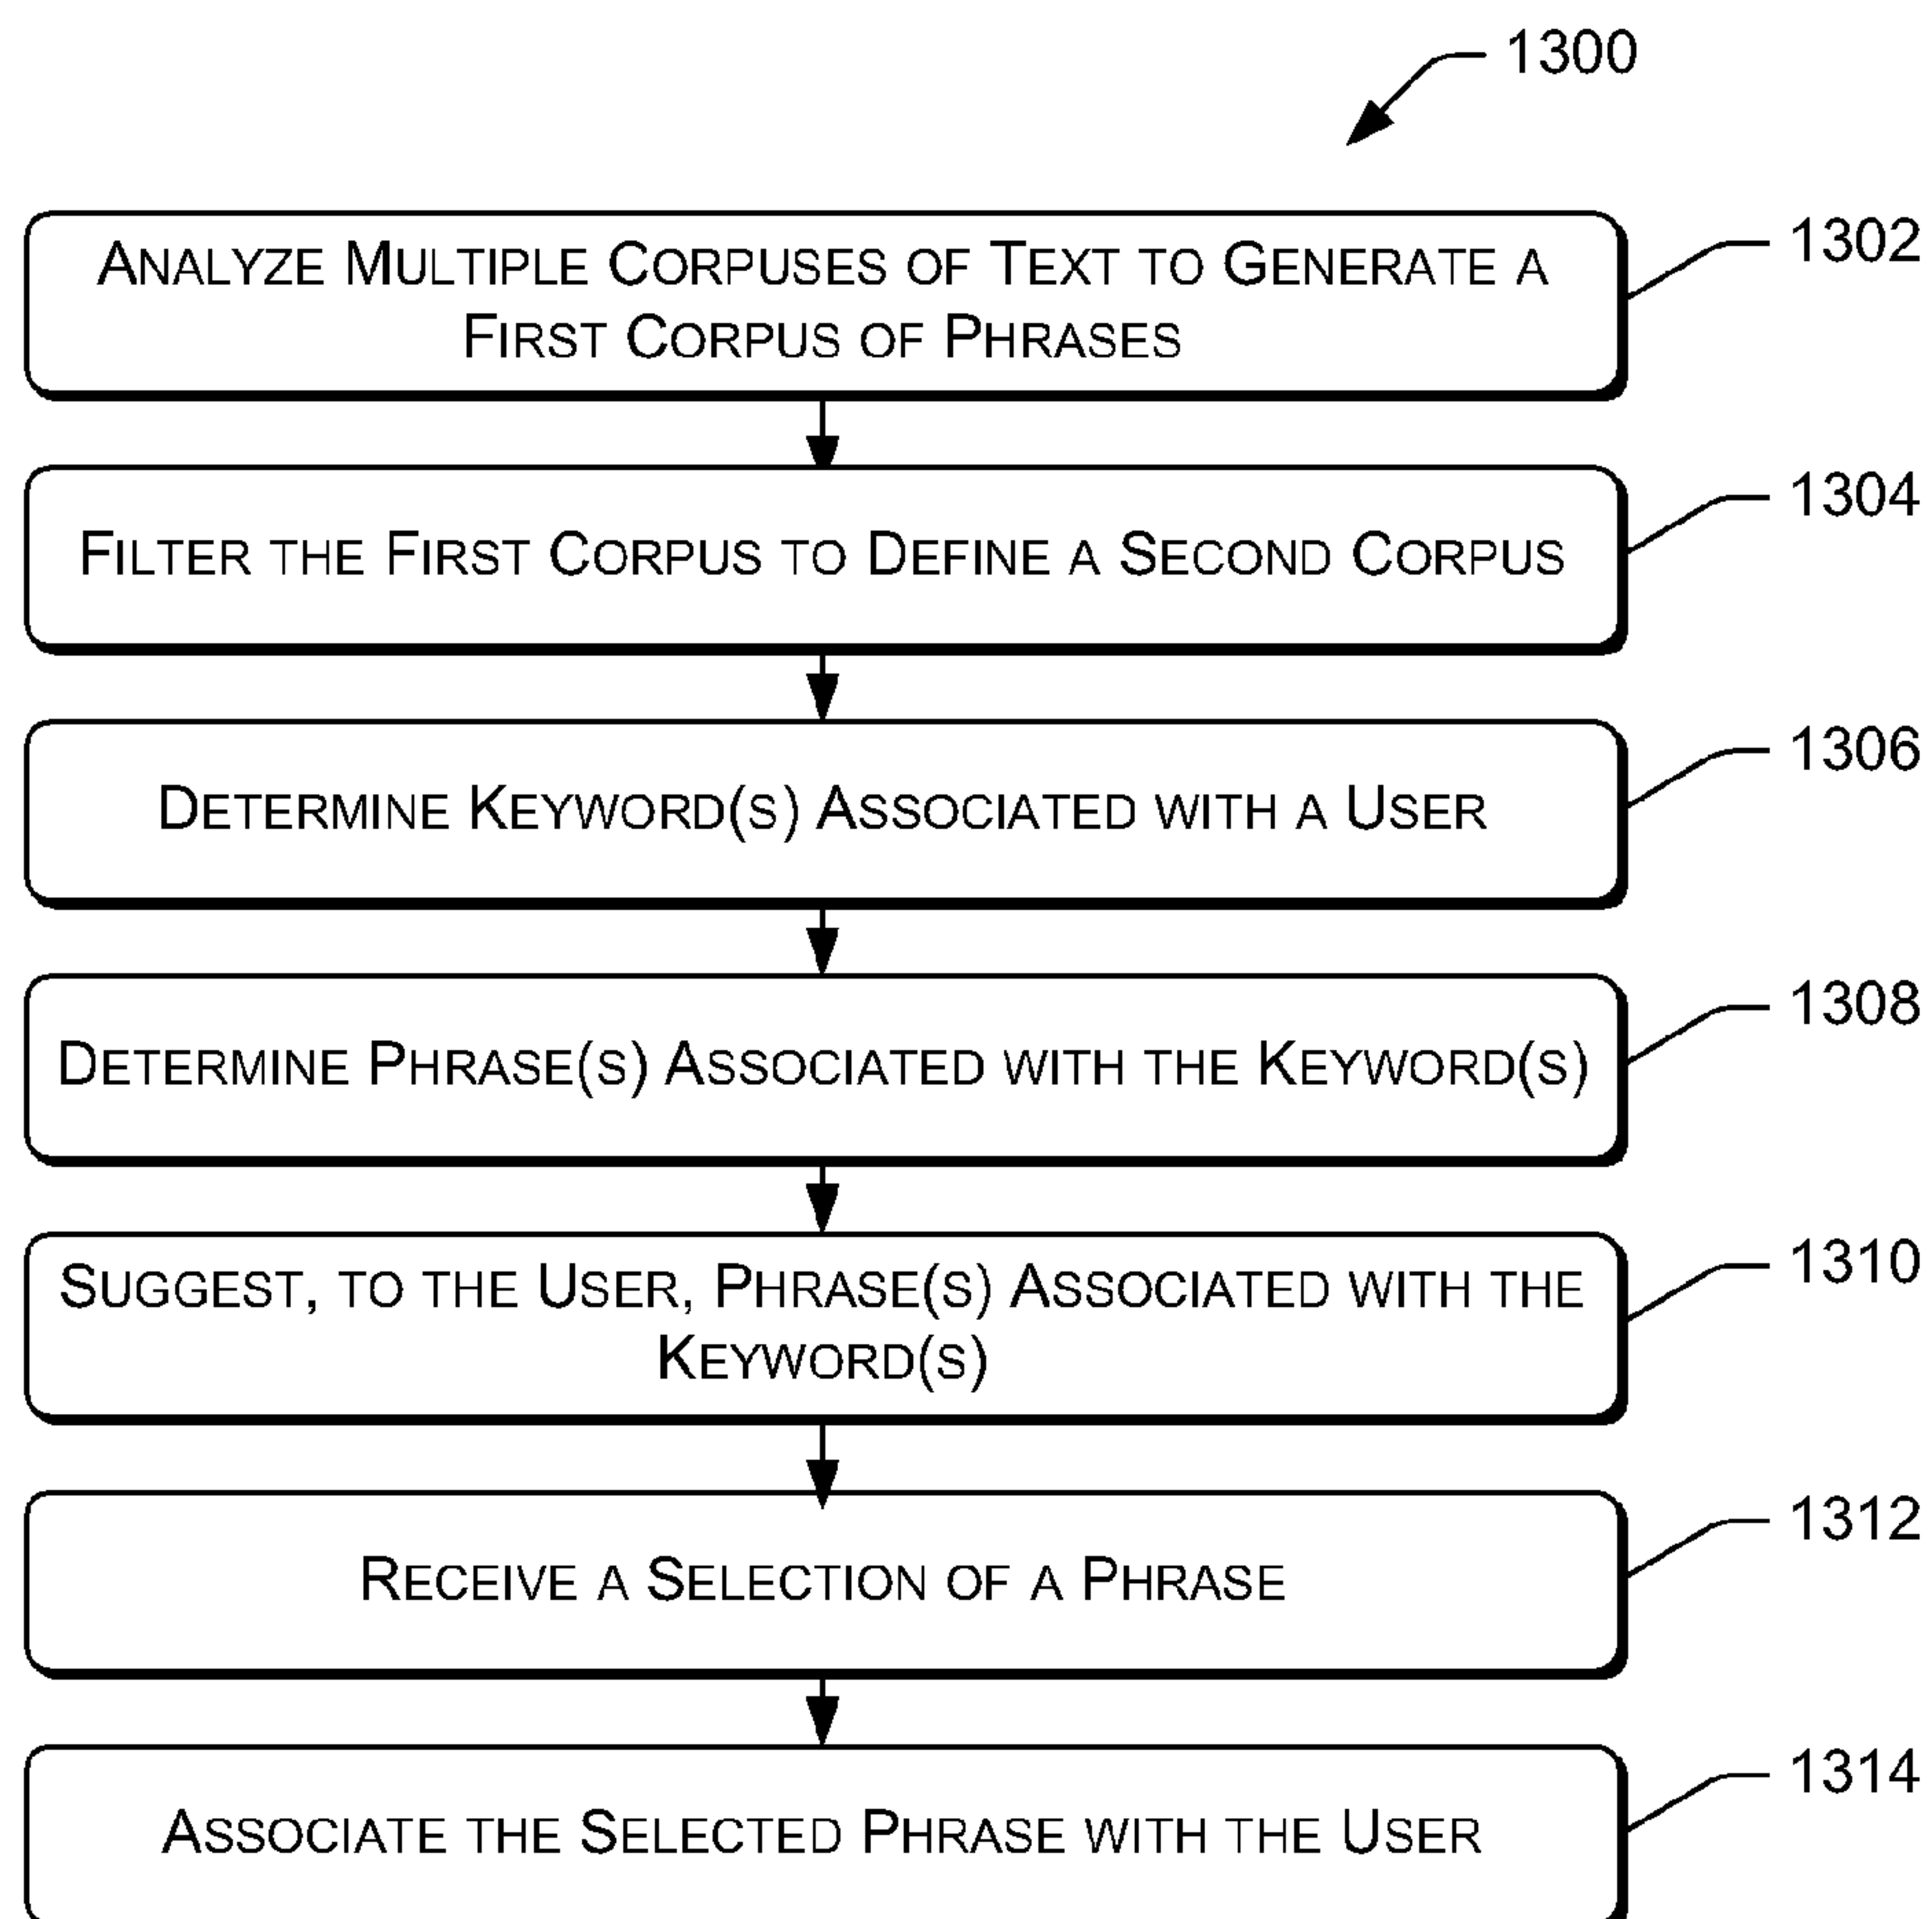 1300
ANALYZE MULTIPLE CORPUSES OF TEXT TO GENERATE A
FIRST CORPUS OF PHRASES
1302
FILTER THE FIRST CORPUS TO DEFINE A SECOND CORPUS
1304
DETERMINE KEYWORD(S) ASSOCIATED WITH A USER
1306
DETERMINE PHRASE(S) ASSOCIATED WITH THE KEYWORD(S)
1308
SUGGEST, TO THE USER, PHRASE(S) ASSOCIATED WITH THE
KEYWORD(S)
1310
RECEIVE A SELECTION OF A PHRASE
1312
ASSOCIATE THE SELECTED PHRASE WITH THE USER
1314